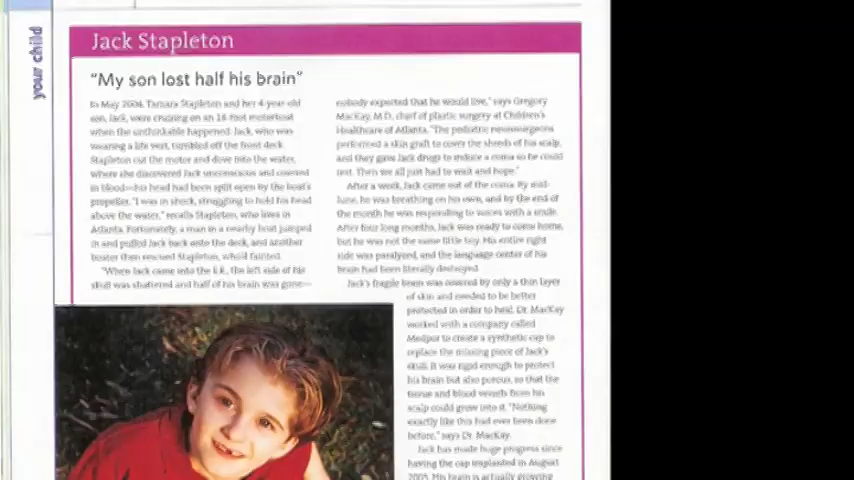 your child
Jack Stapleton
"My son lost half his brain"
In May 2004, Tamara Stapleton and her 4-year-old
son, Jack, were cruising on an 18-foot motorboat
when the unthinkable happened. Jack, who was
wearing a life vest, tumbled off the front deck.
Stapleton cut the motor and dove into the water,
where she discovered Jack unconscious and covered
in blood—his head had been split open by the boat's
propeller. "I was in shock, struggling to hold his head
above the water," recalls Stapleton, who lives in
Atlanta. Fortunately, a man in a nearby boat jumped
in and pulled Jack back onto the deck, and another
boater then rescued Stapleton, who'd fainted.
"When Jack came into the E.R., the left side of his
skull was shattered and half of his brain was gone—
nobody expected that he would live," says Gregory
MacKay, M.D., chief of plastic surgery at Children's
Healthcare of Atlanta. "The pediatric neurosurgeons
performed a skin graft to cover the shreds of his scalp,
and they gave Jack drugs to induce a coma so he could
rest. Then we all just had to wait and hope."
After a week, Jack came out of the coma. By mid-
June, he was breathing on his own, and by the end of
the month he was responding to voices with a smile.
After four long months, Jack was ready to come home,
but he was not the same little boy. His entire right
side was paralyzed, and the language center of his
brain had been literally destroyed.
Jack's fragile brain was covered by only a thin layer
of skin and needed to be better
protected in order to heal. Dr. MacKay
worked with a company called
Medpor to create a synthetic cap to
replace the missing piece of Jack's
skull. It was rigid enough to protect
his brain but also porous, so that the
tissue and blood vessels from his
scalp could grow into it. "Nothing
exactly like this had ever been done
before," says Dr. MacKay.
Jack has made huge progress since
having the cap implanted in August
2005. His brain is actually growing